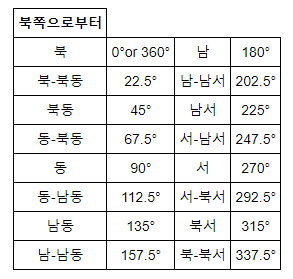 북쪽으로부터
북 0°or 360° 남 180°
북-북동 22.5° 남-남서 202.5°
북동 45° 남서 225°
동-북동 67.5° 서-남서 247.5°
동 90° 서 270°
동-남동 112.5° 서-북서 292.5°
남동 135° 북서 315°
남-남동 157.5° 북-북서 337.5°